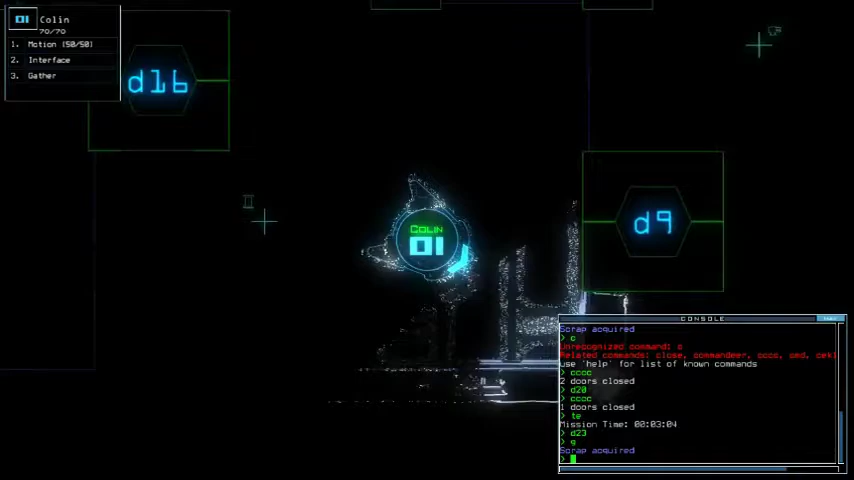 01 Colin
70/70
1. Motion (50/50)
2. Interface
3. Gather
d16
d9
Colin
01
CONSOLE
Scrap acquired
> c
Unrecognized command: c
Related commands: close, commandeer, cccc, cmd, cek
Use 'help' for list of known commands
> cccc
2 doors closed
> d20
> cccc
1 doors closed
> te
Mission Time: 00:03:04
> d23
> g
Scrap acquired
>